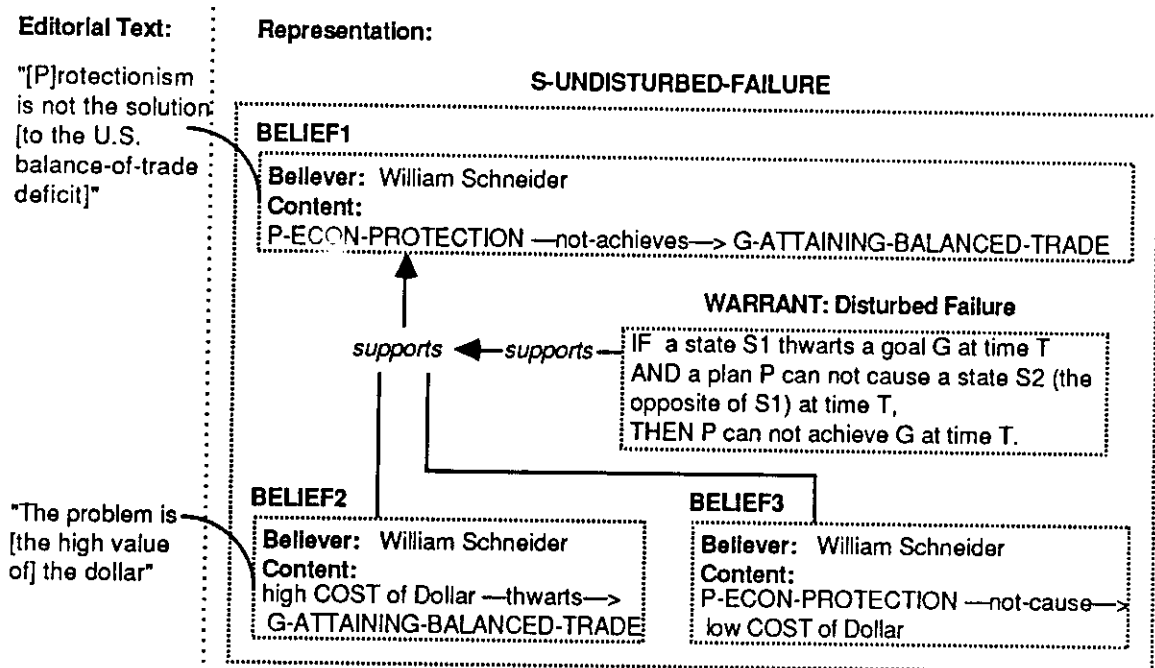 Editorial Text:
Representation:
"[P]rotectionism
is not the solution
[to the U.S.
balance-of-trade
deficit]"
S-UNDISTURBED-FAILURE
BELIEF1
Believer: William Schneider
Content:
P-ECON-PROTECTION —not-achieves—> G-ATTAINING-BALANCED-TRADE
WARRANT: Disturbed Failure
supports
supports
IF a state S1 thwarts a goal G at time T
AND a plan P can not cause a state S2 (the
opposite of S1) at time T,
THEN P can not achieve G at time T.
"The problem is
[the high value
of] the dollar"
BELIEF2
Believer: William Schneider
Content:
high COST of Dollar —thwarts—>
G-ATTAINING-BALANCED-TRADE
BELIEF3
Believer: William Schneider
Content:
P-ECON-PROTECTION —not-cause—>
low COST of Dollar